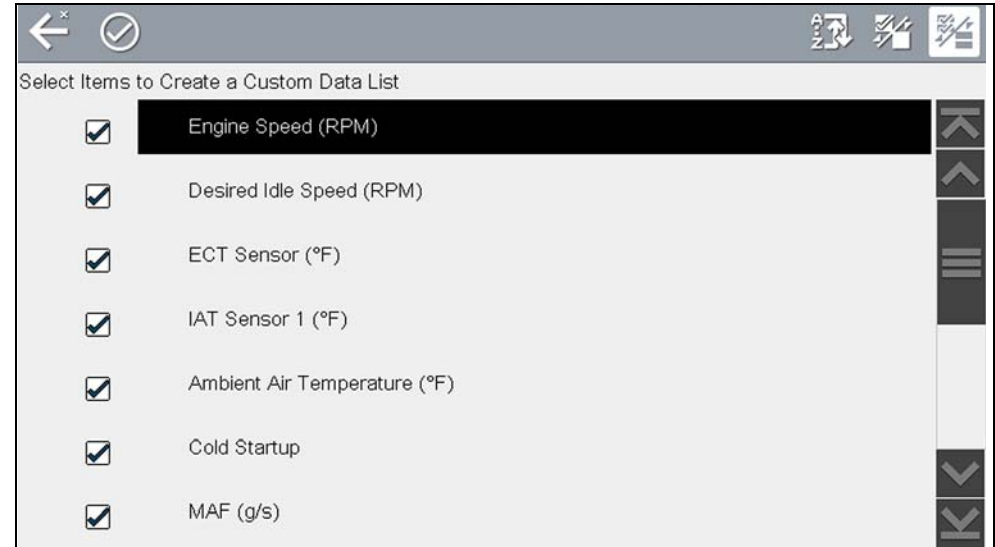 A
Z
Select Items to Create a Custom Data List
Engine Speed (RPM)
Desired Idle Speed (RPM)
ECT Sensor (°F)
IAT Sensor 1 (°F)
Ambient Air Temperature (°F)
Cold Startup
MAF (g/s)